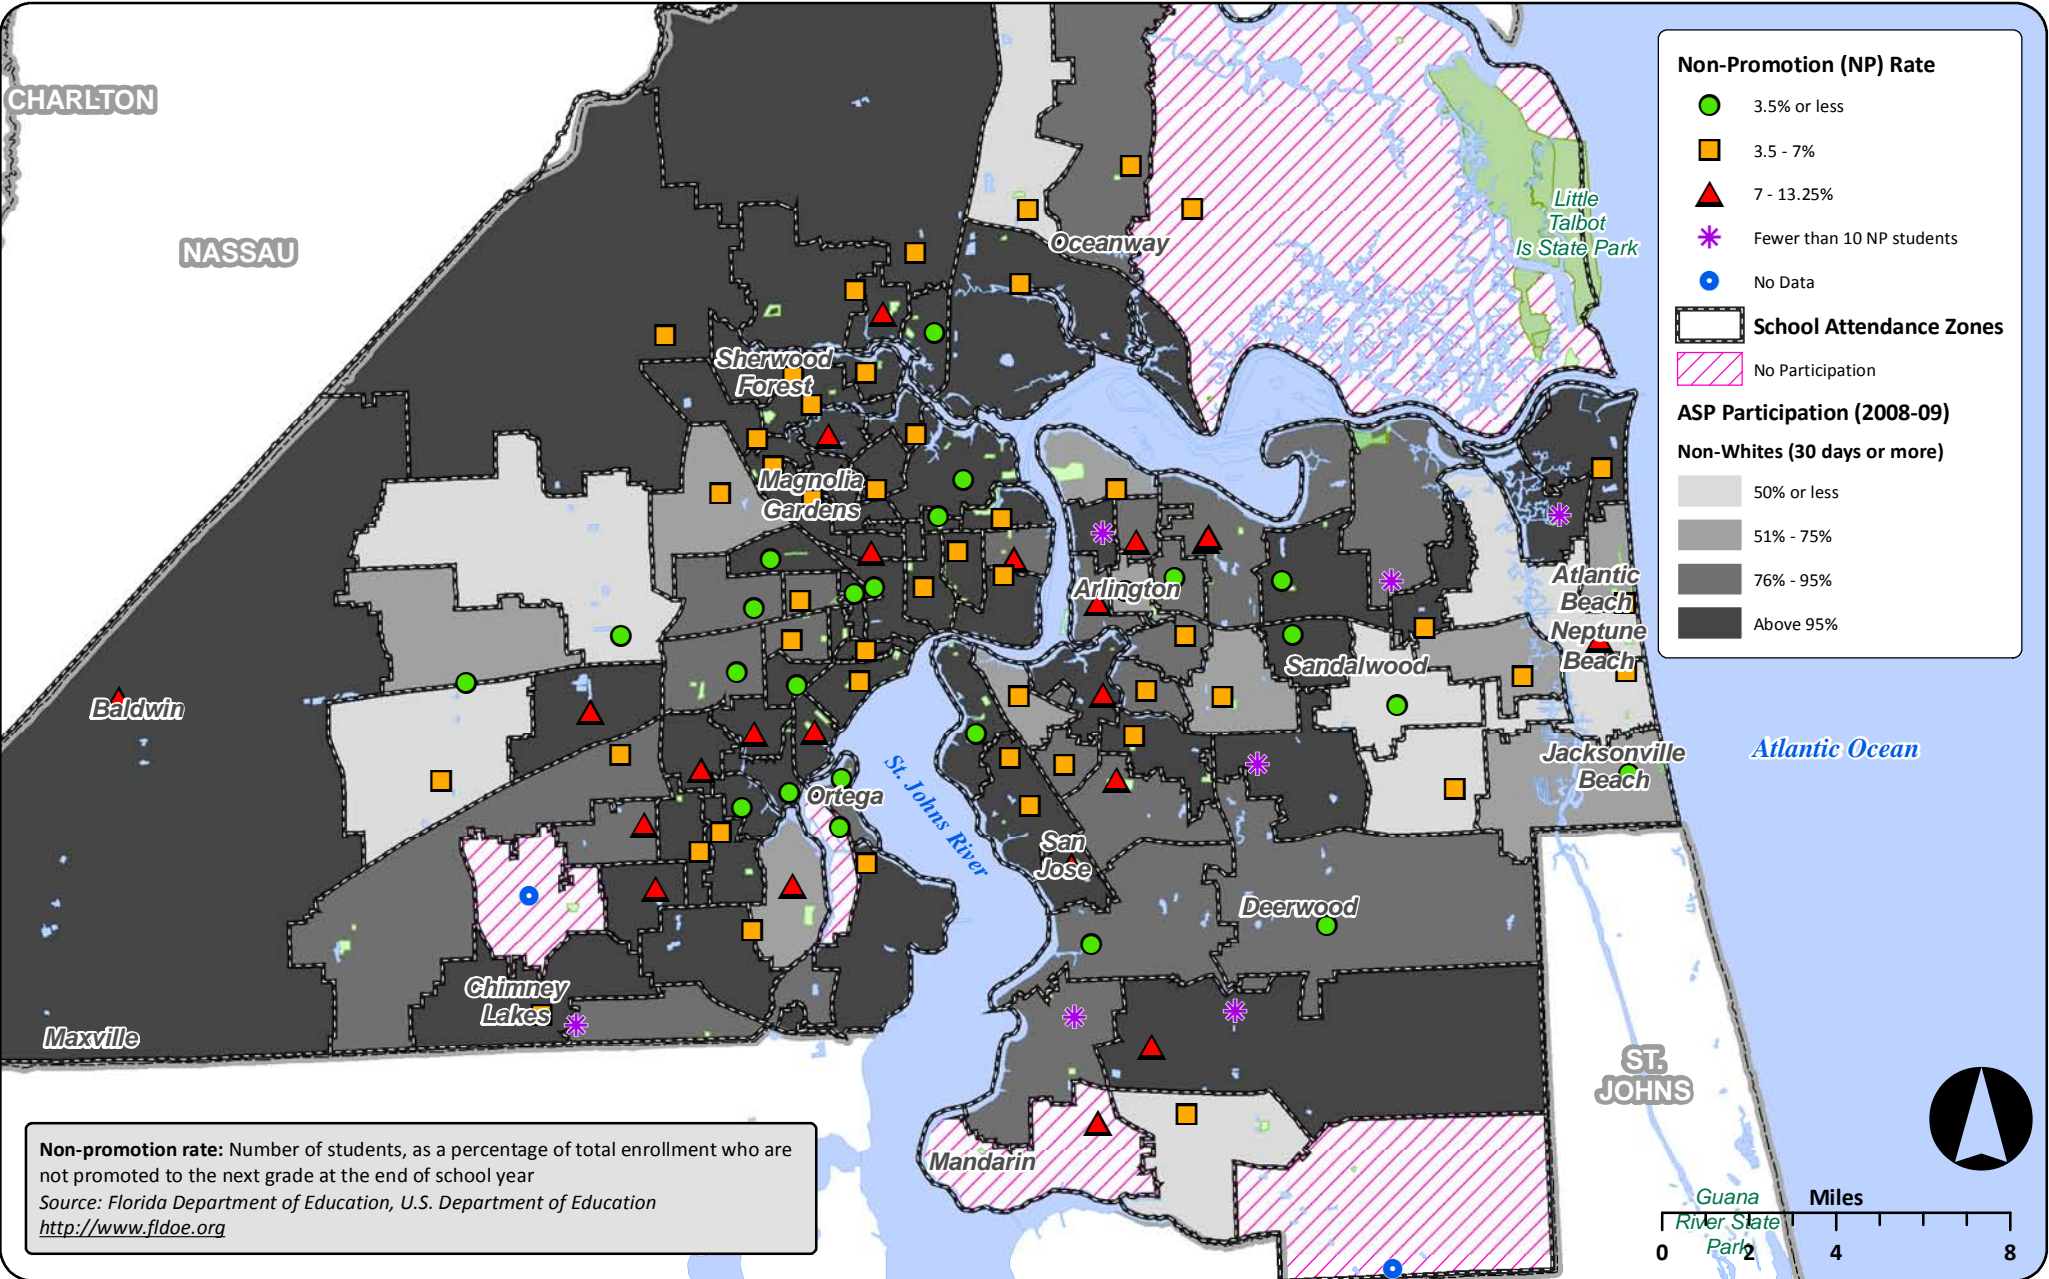 CHARLTON
NASSAU
Oceanway
Little
Talbot
Is State Park
Sherwood
Forest
Magnolia
Gardens
Arlington
Atlantic
Beach
Neptune
Beach
Sandalwood
Baldwin
Jacksonville
Beach
Atlantic Ocean
Ortega
St. Johns River
San
Jose
Deerwood
Chimney
Lakes
Maxville
ST.
JOHNS
Mandarin
Guana
River State
Park
Non-Promotion (NP) Rate
3.5% or less
3.5 - 7%
7 - 13.25%
Fewer than 10 NP students
No Data
School Attendance Zones
No Participation
ASP Participation (2008-09)
Non-Whites (30 days or more)
50% or less
51% - 75%
76% - 95%
Above 95%
Non-promotion rate: Number of students, as a percentage of total enrollment who are
not promoted to the next grade at the end of school year
Source: Florida Department of Education, U.S. Department of Education
http://www.fldoe.org
Miles
0 2 4 8